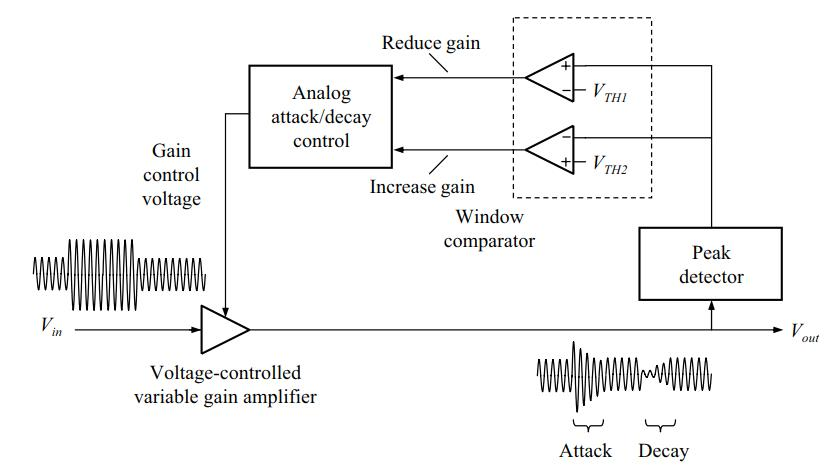 Reduce gain
+
Analog
attack/decay
control
− V_TH1
Gain
control
voltage
−
+ V_TH2
Increase gain
Window
comparator
Peak
detector
V_in
V_out
Voltage-controlled
variable gain amplifier
Attack Decay